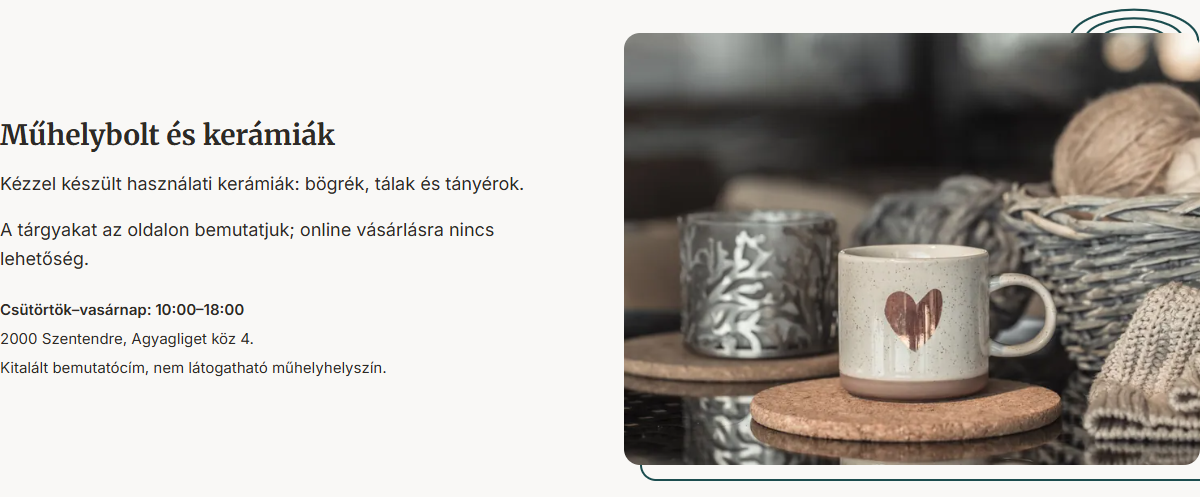 Műhelybolt és kerámiák
Kézzel készült használati kerámiák: bögrék, tálak és tányérok.
A tárgyakat az oldalon bemutatjuk; online vásárlásra nincs
lehetőség.
Csütörtök–vasárnap: 10:00–18:00
2000 Szentendre, Agyagliget köz 4.
Kitalált bemutatócím, nem látogatható műhelyhelyszín.